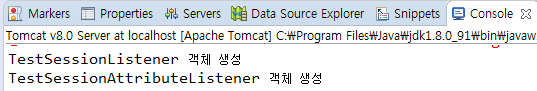 Markers Properties Servers Data Source Explorer Snippets Console
Tomcat v8.0 Server at localhost [Apache Tomcat] C:₩Program Files₩Java₩jdk1.8.0_91₩bin₩javaw
TestSessionListener 객체 생성
TestSessionAttributeListener 객체 생성